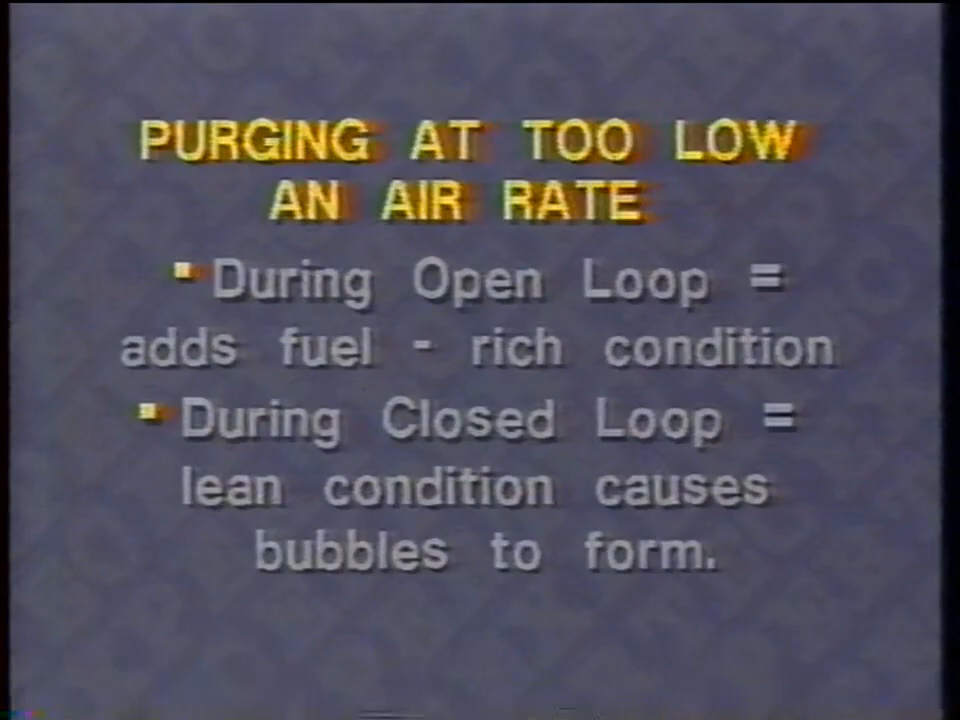 PURGING AT TOO LOW
AN AIR RATE
▪ During Open Loop =
adds fuel - rich condition
▪ During Closed Loop =
lean condition causes
bubbles to form.